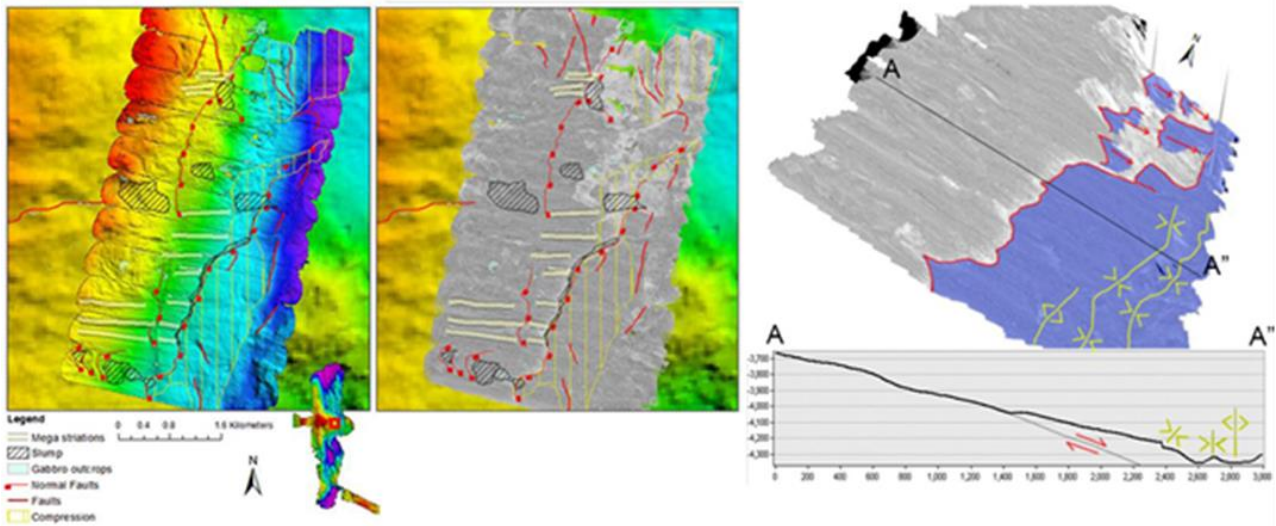 A
A"
Legend
Mega striations
Slump
Gabbro outcrops
Normal Faults
Faults
Compression
0 0.4 0.8 1.6 Kilometers
N
A
A"
-3,700
-3,800
-3,900
-4,000
-4,100
-4,200
-4,300
0 200 400 600 800 1,000 1,200 1,400 1,600 1,800 2,000 2,200 2,400 2,600 2,800 3,000